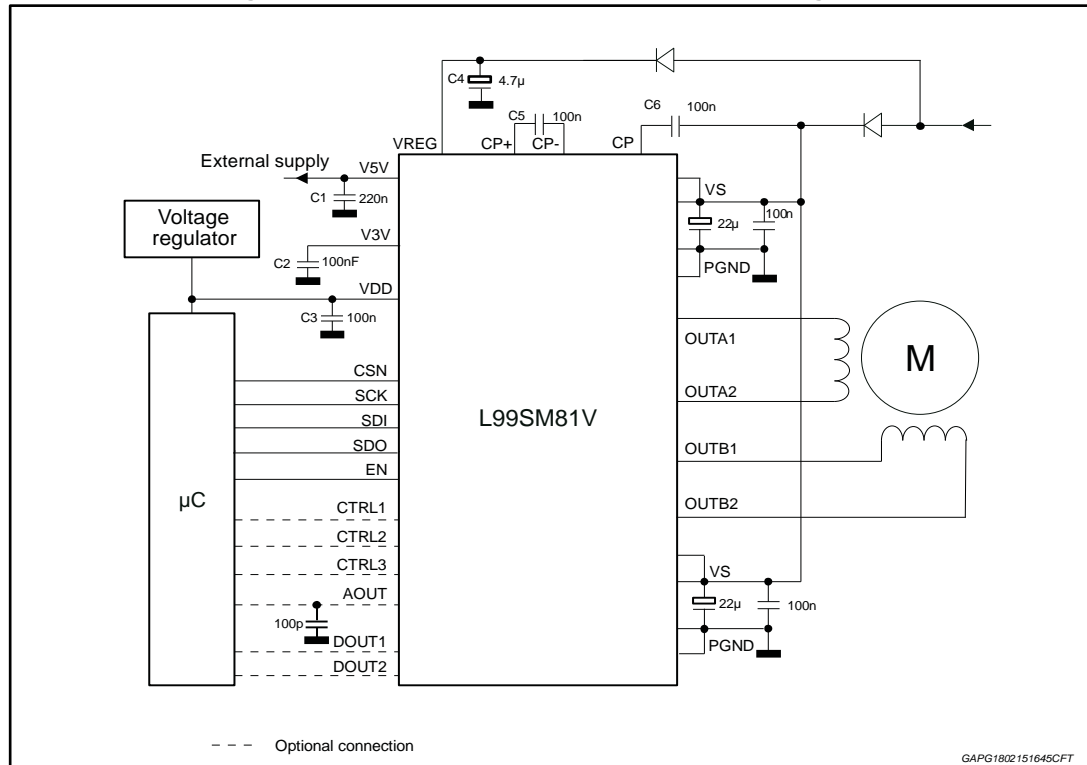 C4
4.7µ
C6
100n
C5
100n
VREG
CP+
CP-
CP
External supply
V5V
VS
C1
220n
100n
Voltage
regulator
22µ
V3V
C2
100nF
PGND
VDD
C3
100n
OUTA1
M
CSN
SCK
OUTA2
L99SM81V
SDI
SDO
OUTB1
EN
µC
CTRL1
OUTB2
CTRL2
CTRL3
VS
AOUT
22µ
100n
100p
DOUT1
PGND
DOUT2
Optional connection
GAPG1802151645CFT